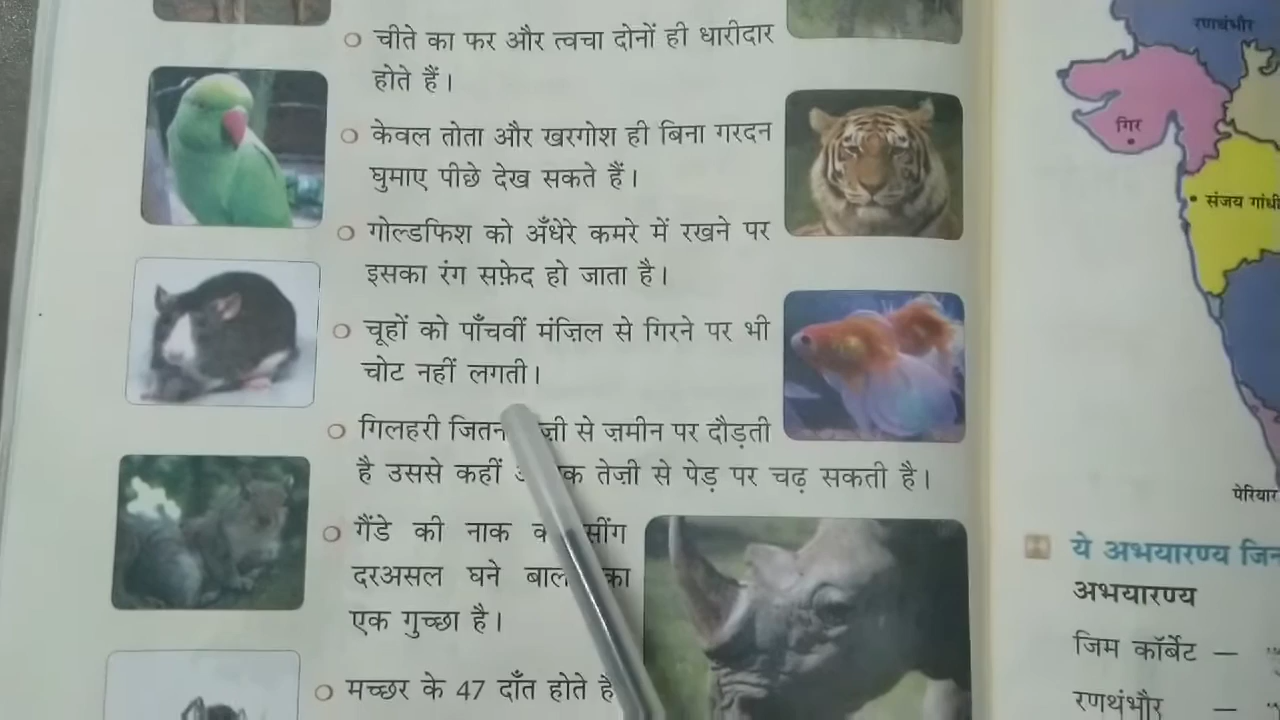 चीते का फर और त्वचा दोनों ही धारीदार
होते हैं।
केवल तोता और खरगोश ही बिना गरदन
घुमाए पीछे देख सकते हैं।
गोल्डफिश को अँधेरे कमरे में रखने पर
इसका रंग सफ़ेद हो जाता है।
चूहों को पाँचवीं मंज़िल से गिरने पर भी
चोट नहीं लगती।
गिलहरी से ज़मीन पर दौड़ती
है उससे कहीं तेज़ी से पेड़ पर चढ़ सकती है।
गैंडे की नाक सींग
दरअसल घने का
एक गुच्छा है।
मच्छर के 47 दाँत होते
रणथंभौर
गिर
संजय गांधी
पेरियार
ये अभयारण्य
अभयारण्य
जिम कॉर्बेट –
रणथंभौर –